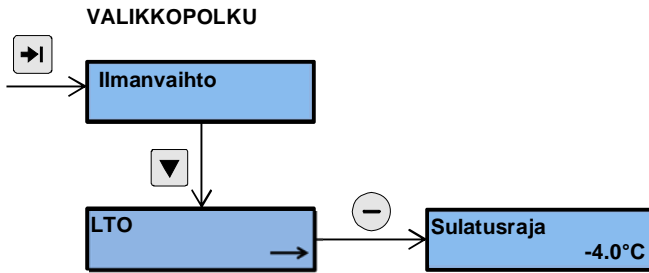 VALIKKOPOLKU
Ilmanvaihto
LTO
Sulatusraja
-4.0°C